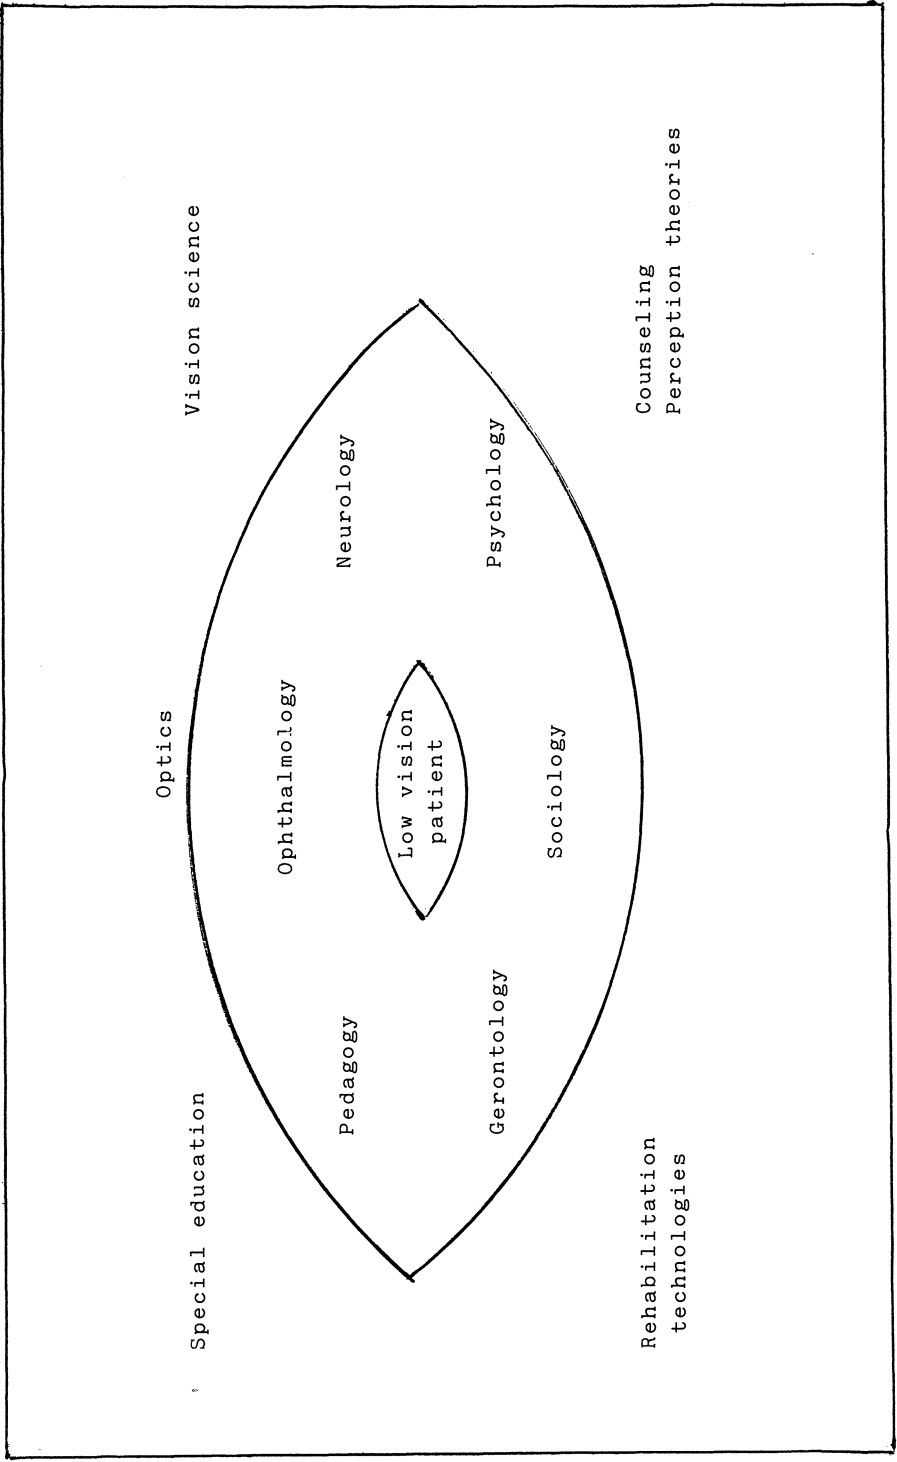 Optics
Special education
Vision science
Ophthalmology
Pedagogy
Neurology
Low vision
patient
Gerontology
Psychology
Sociology
Rehabilitation
technologies
Counseling
Perception theories